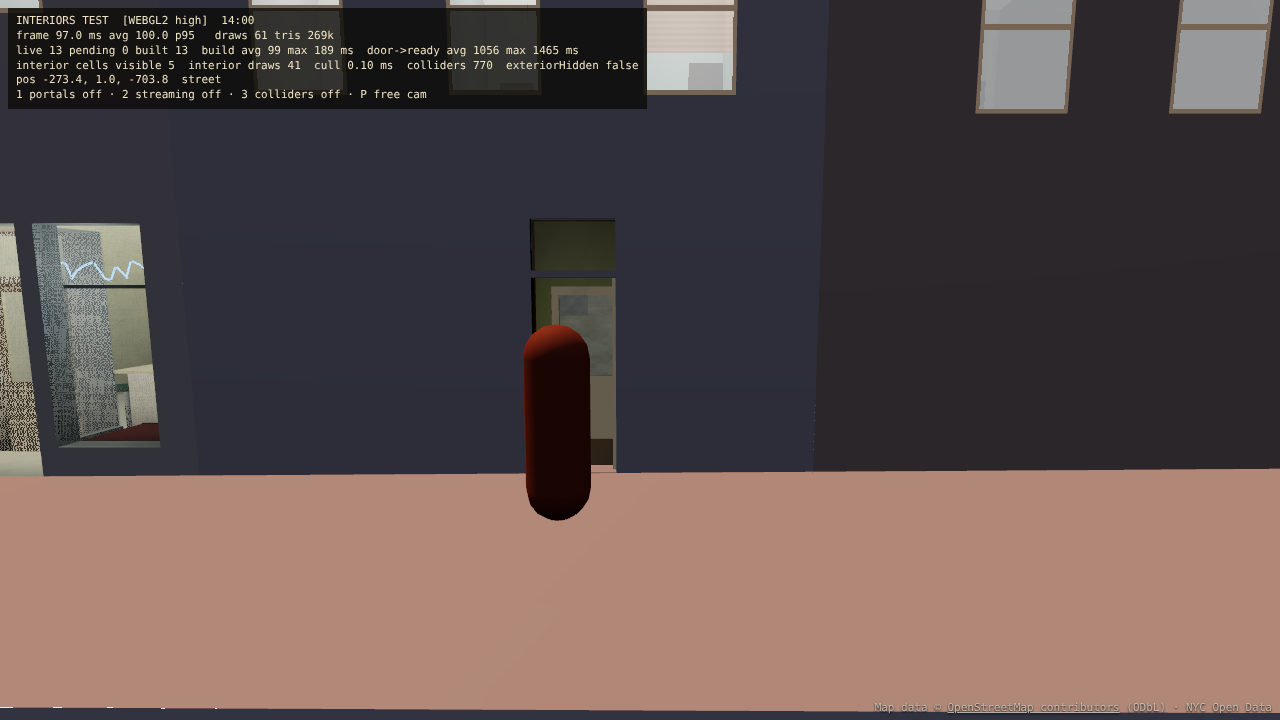 INTERIORS TEST  [WEBGL2 high]  14:00
frame 97.0 ms avg 100.0 p95   draws 61 tris 269k
live 13 pending 0 built 13  build avg 99 max 189 ms  door->ready avg 1056 max 1465 ms
interior cells visible 5  interior draws 41  cull 0.10 ms  colliders 770  exteriorHidden false
pos -273.4, 1.0, -703.8  street
1 portals off · 2 streaming off · 3 colliders off · P free cam
Map data © OpenStreetMap contributors (ODbL) · NYC Open Data